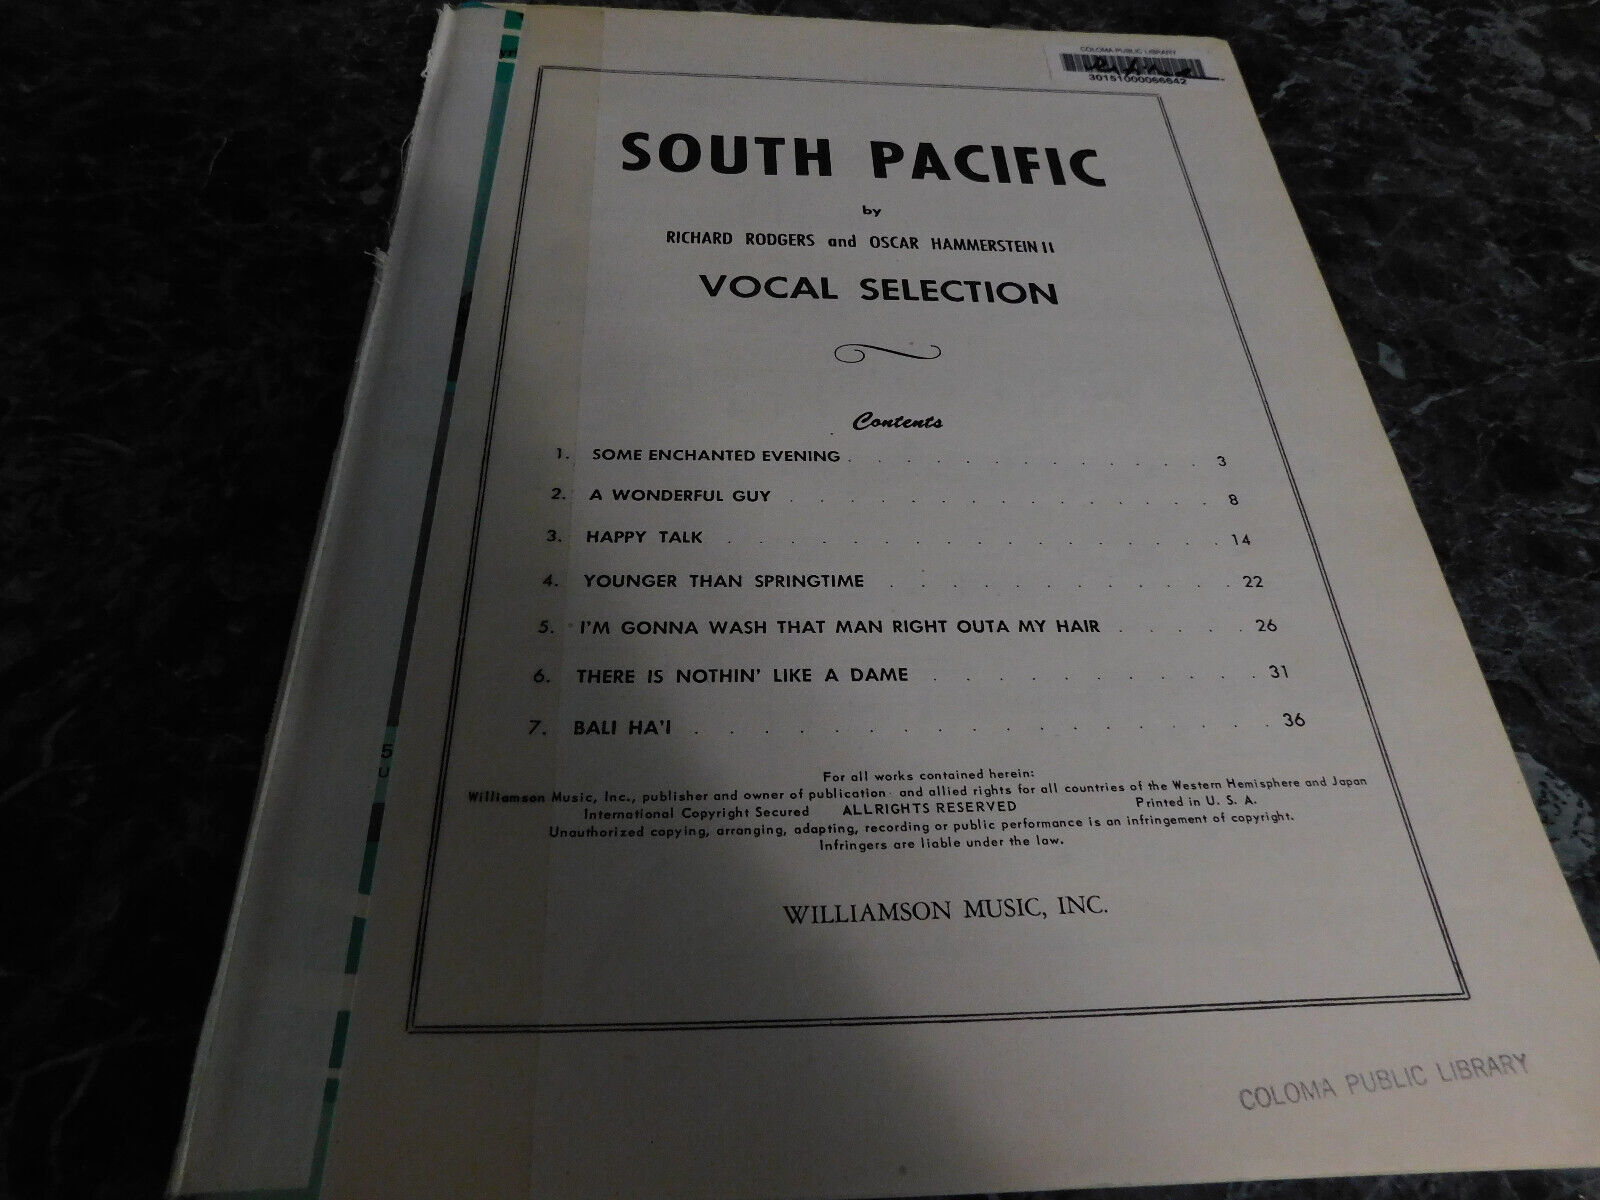 COLOMA PUBLIC LIBRARY
30151000066642
SOUTH PACIFIC
by
RICHARD RODGERS and OSCAR HAMMERSTEIN II
VOCAL SELECTION
Contents
1. SOME ENCHANTED EVENING . . . . . . . . . . . . . 3
2. A WONDERFUL GUY . . . . . . . . . . . . . . . 8
3. HAPPY TALK . . . . . . . . . . . . . . . . . 14
4. YOUNGER THAN SPRINGTIME . . . . . . . . . . . . 22
5. I'M GONNA WASH THAT MAN RIGHT OUTA MY HAIR . . . . . 26
6. THERE IS NOTHIN' LIKE A DAME . . . . . . . . . . . 31
7. BALI HA'I . . . . . . . . . . . . . . . . . 36
5
U
For all works contained herein:
Williamson Music, Inc., publisher and owner of publication and allied rights for all countries of the Western Hemisphere and Japan
International Copyright Secured ALL RIGHTS RESERVED Printed in U. S. A.
Unauthorized copying, arranging, adapting, recording or public performance is an infringement of copyright.
Infringers are liable under the law.
WILLIAMSON MUSIC, INC.
COLOMA PUBLIC LIBRARY